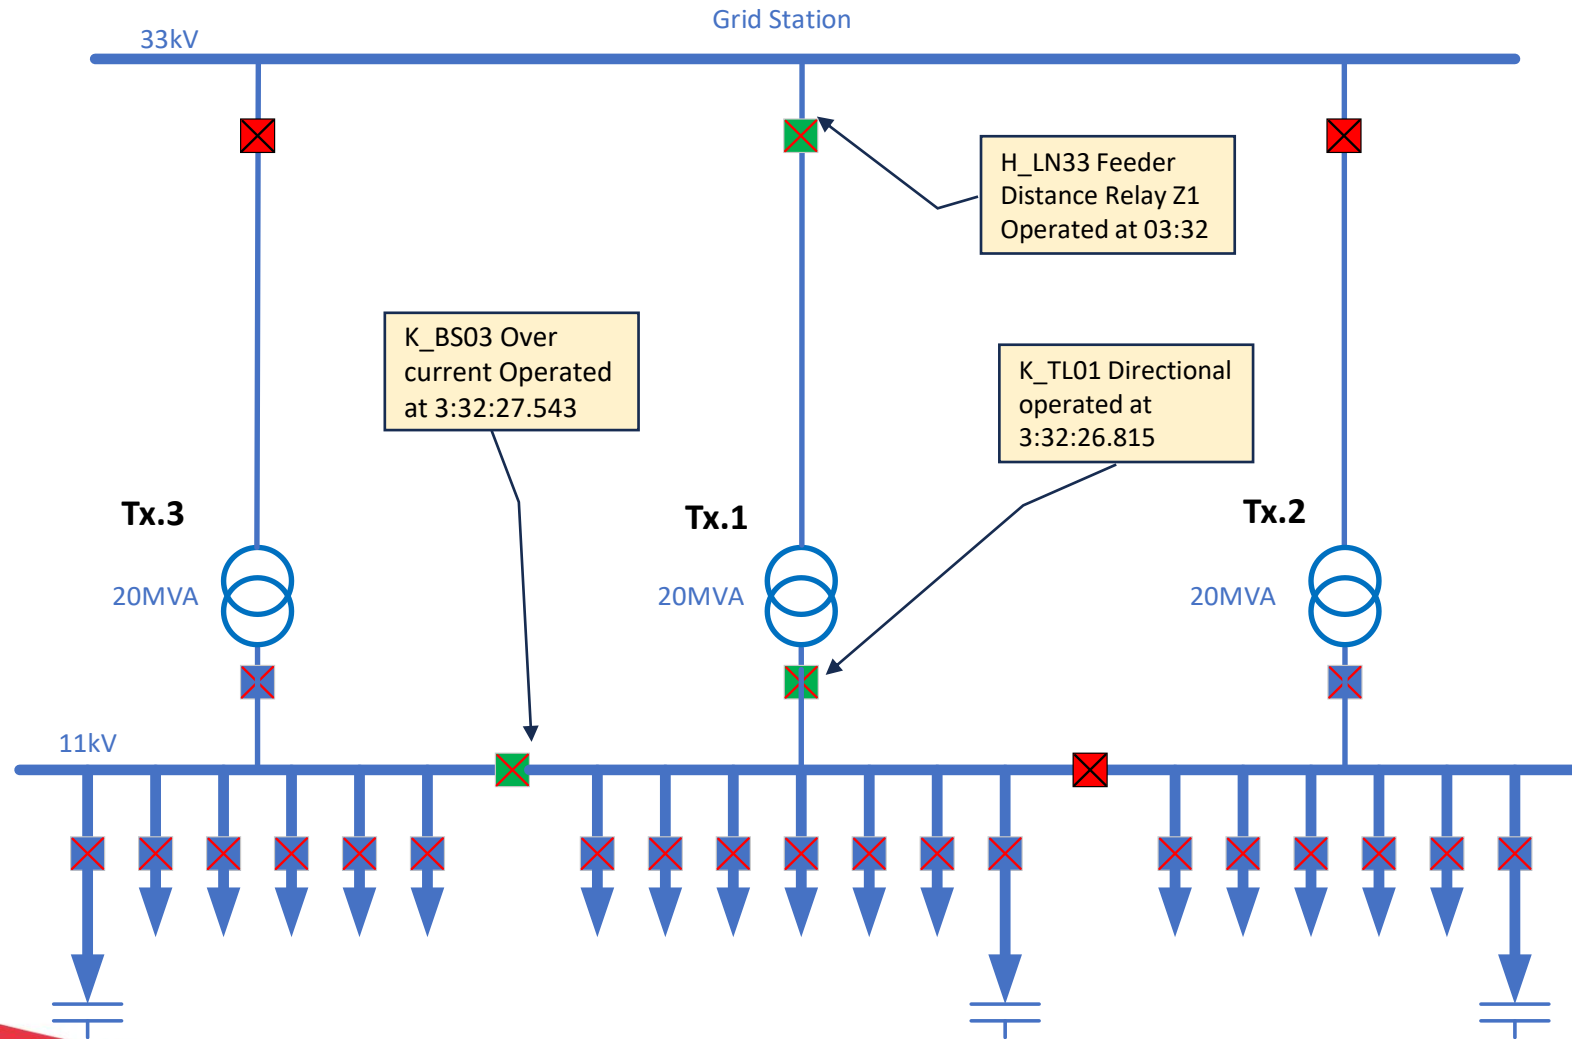 Grid Station
33kV
H_LN33 Feeder
Distance Relay Z1
Operated at 03:32
K_BS03 Over
current Operated
at 3:32:27.543
K_TL01 Directional
operated at
3:32:26.815
Tx.3
Tx.1
Tx.2
20MVA
20MVA
20MVA
11kV